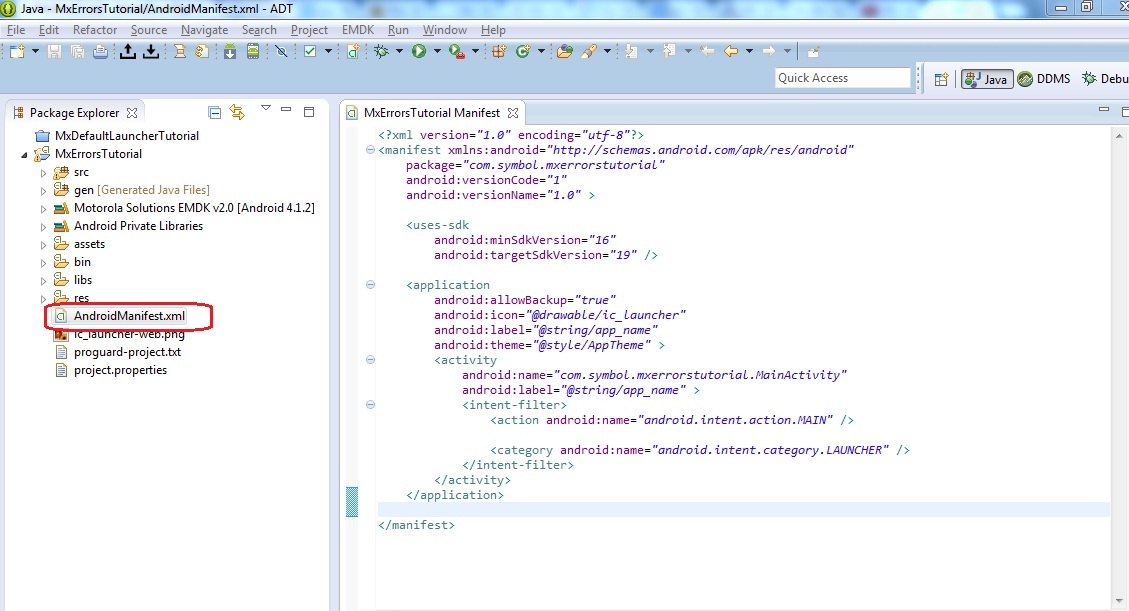 Java - MxErrorsTutorial/AndroidManifest.xml - ADT
File Edit Refactor Source Navigate Search Project EMDK Run Window Help
Quick Access
Java
DDMS
Debu
Package Explorer
MxDefaultLauncherTutorial
MxErrorsTutorial
src
gen [Generated Java Files]
Motorola Solutions EMDK v2.0 [Android 4.1.2]
Android Private Libraries
assets
bin
libs
res
AndroidManifest.xml
ic_launcher-web.png
proguard-project.txt
project.properties
MxErrorsTutorial Manifest
<?xml version="1.0" encoding="utf-8"?>
<manifest xmlns:android="http://schemas.android.com/apk/res/android"
package="com.symbol.mxerrorstutorial"
android:versionCode="1"
android:versionName="1.0" >
<uses-sdk
android:minSdkVersion="16"
android:targetSdkVersion="19" />
<application
android:allowBackup="true"
android:icon="@drawable/ic_launcher"
android:label="@string/app_name"
android:theme="@style/AppTheme" >
<activity
android:name="com.symbol.mxerrorstutorial.MainActivity"
android:label="@string/app_name" >
<intent-filter>
<action android:name="android.intent.action.MAIN" />
<category android:name="android.intent.category.LAUNCHER" />
</intent-filter>
</activity>
</application>
</manifest>